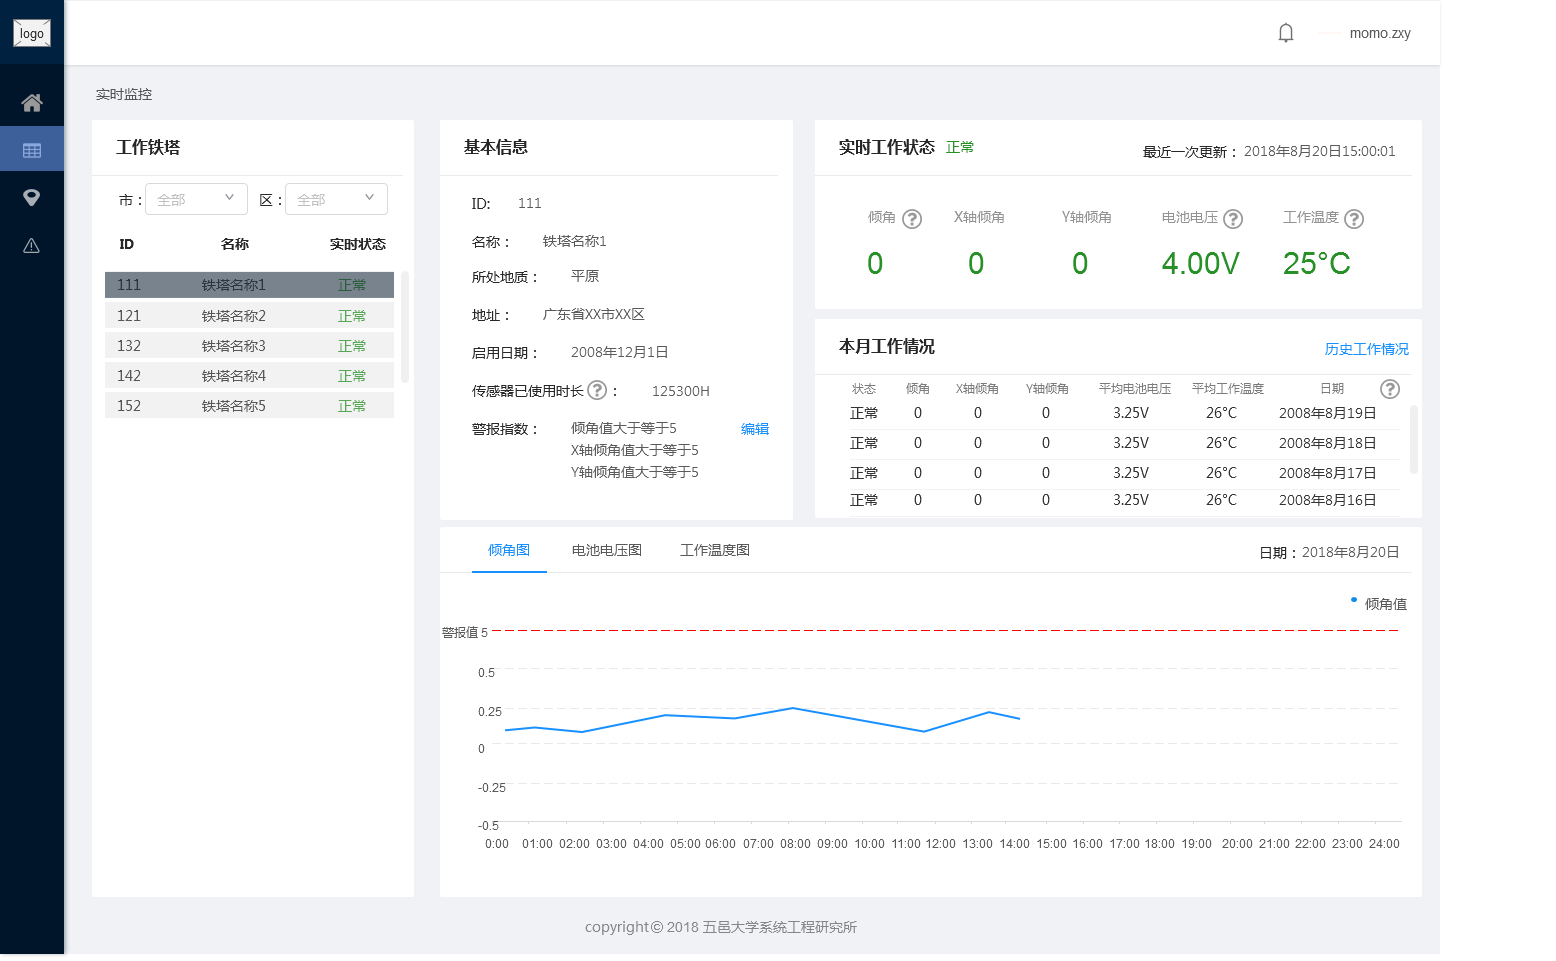 logo
momo.zxy
实时监控
工作铁塔
市： 全部 区： 全部
ID 名称 实时状态
111 铁塔名称1 正常
121 铁塔名称2 正常
132 铁塔名称3 正常
142 铁塔名称4 正常
152 铁塔名称5 正常
基本信息
ID: 111
名称： 铁塔名称1
所处地质： 平原
地址： 广东省XX市XX区
启用日期： 2008年12月1日
传感器已使用时长 ?： 125300H
警报指数： 倾角值大于等于5 编辑
X轴倾角值大于等于5
Y轴倾角值大于等于5
实时工作状态 正常 最近一次更新： 2018年8月20日15:00:01
倾角 ? X轴倾角 Y轴倾角 电池电压 ? 工作温度 ?
0 0 0 4.00V 25°C
本月工作情况 历史工作情况
状态 倾角 X轴倾角 Y轴倾角 平均电池电压 平均工作温度 日期 ?
正常 0 0 0 3.25V 26°C 2008年8月19日
正常 0 0 0 3.25V 26°C 2008年8月18日
正常 0 0 0 3.25V 26°C 2008年8月17日
正常 0 0 0 3.25V 26°C 2008年8月16日
倾角图 电池电压图 工作温度图 日期：2018年8月20日
倾角值
警报值 5
0.5
0.25
0
-0.25
-0.5
0:00 01:00 02:00 03:00 04:00 05:00 06:00 07:00 08:00 09:00 10:00 11:00 12:00 13:00 14:00 15:00 16:00 17:00 18:00 19:00 20:00 21:00 22:00 23:00 24:00
copyright© 2018 五邑大学系统工程研究所